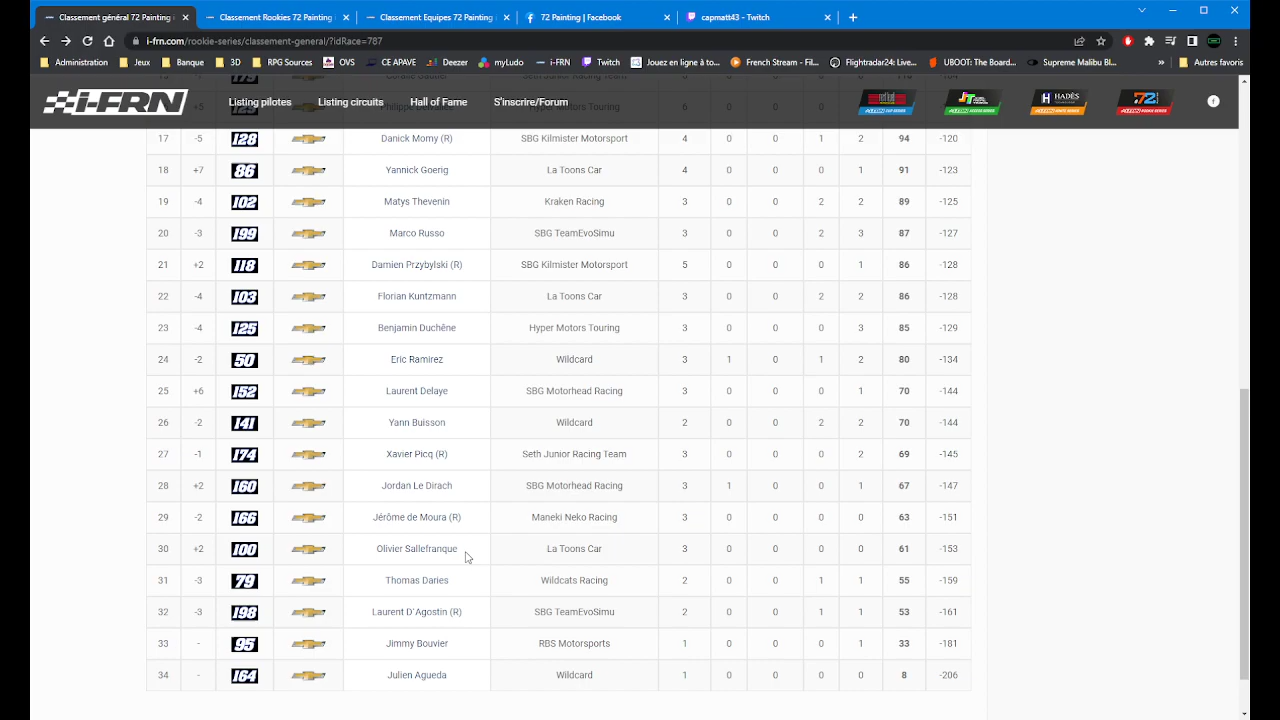 Classement général 72 Painting Classement Rookies 72 Painting Classement Equipes 72 Painting 72 Painting | Facebook capmatt43 - Twitch
i-frn.com/rookie-series/classement-general/?idRace=787
Administration Jeux Banque 3D RPG Sources OVS CE APAVE Deezer myLudo i-FRN Twitch Jouez en ligne à to... French Stream - Fil... Flightradar24: Live... UBOOT: The Board... Supreme Malibu Bl... » Autres favoris
i-FRN Listing pilotes Listing circuits Hall of Fame S'inscrire/Forum
17 -5 128 Danick Momy (R) SBG Kilmister Motorsport 4 0 0 1 2 94 -120
18 +7 86 Yannick Goerig La Toons Car 4 0 0 0 1 91 -123
19 -4 102 Matys Thevenin Kraken Racing 3 0 0 2 2 89 -125
20 -3 199 Marco Russo SBG TeamEvoSimu 3 0 0 2 3 87 -127
21 +2 118 Damien Przybylski (R) SBG Kilmister Motorsport 5 0 0 0 1 86 -128
22 -4 103 Florian Kuntzmann La Toons Car 3 0 0 2 2 86 -128
23 -4 125 Benjamin Duchêne Hyper Motors Touring 3 0 0 0 3 85 -129
24 -2 50 Eric Ramirez Wildcard 3 1 0 1 2 80 -134
25 +6 152 Laurent Delaye SBG Motorhead Racing 3 0 0 0 1 70 -144
26 -2 141 Yann Buisson Wildcard 2 0 0 2 2 70 -144
27 -1 174 Xavier Picq (R) Seth Junior Racing Team 3 0 0 0 2 69 -145
28 +2 160 Jordan Le Dirach SBG Motorhead Racing 3 1 0 0 1 67 -147
29 -2 166 Jérôme de Moura (R) Maneki Neko Racing 3 0 0 0 0 63 -151
30 +2 100 Olivier Sallefranque La Toons Car 3 0 0 0 0 61 -153
31 -3 79 Thomas Daries Wildcats Racing 2 0 0 1 1 55 -159
32 -3 198 Laurent D'Agostin (R) SBG TeamEvoSimu 2 0 0 1 1 53 -161
33 - 95 Jimmy Bouvier RBS Motorsports 1 0 0 0 1 33 -181
34 - 164 Julien Agueda Wildcard 1 0 0 0 0 8 -206